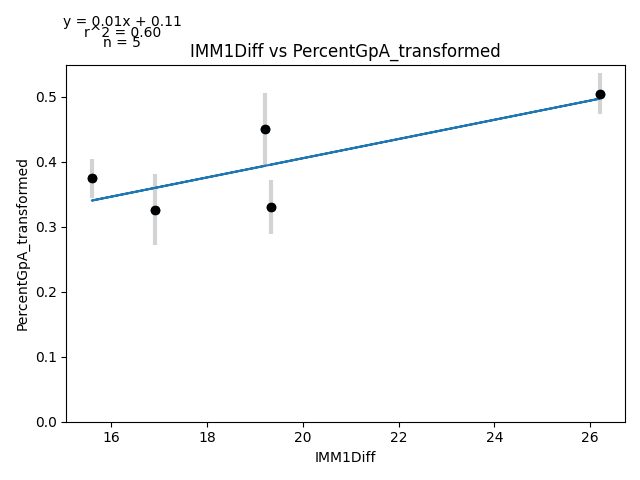 y = 0.01x + 0.11
r^2 = 0.60
n = 5
IMM1Diff vs PercentGpA_transformed
PercentGpA_transformed
0.5
0.4
0.3
0.2
0.1
0.0
16 18 20 22 24 26
IMM1Diff